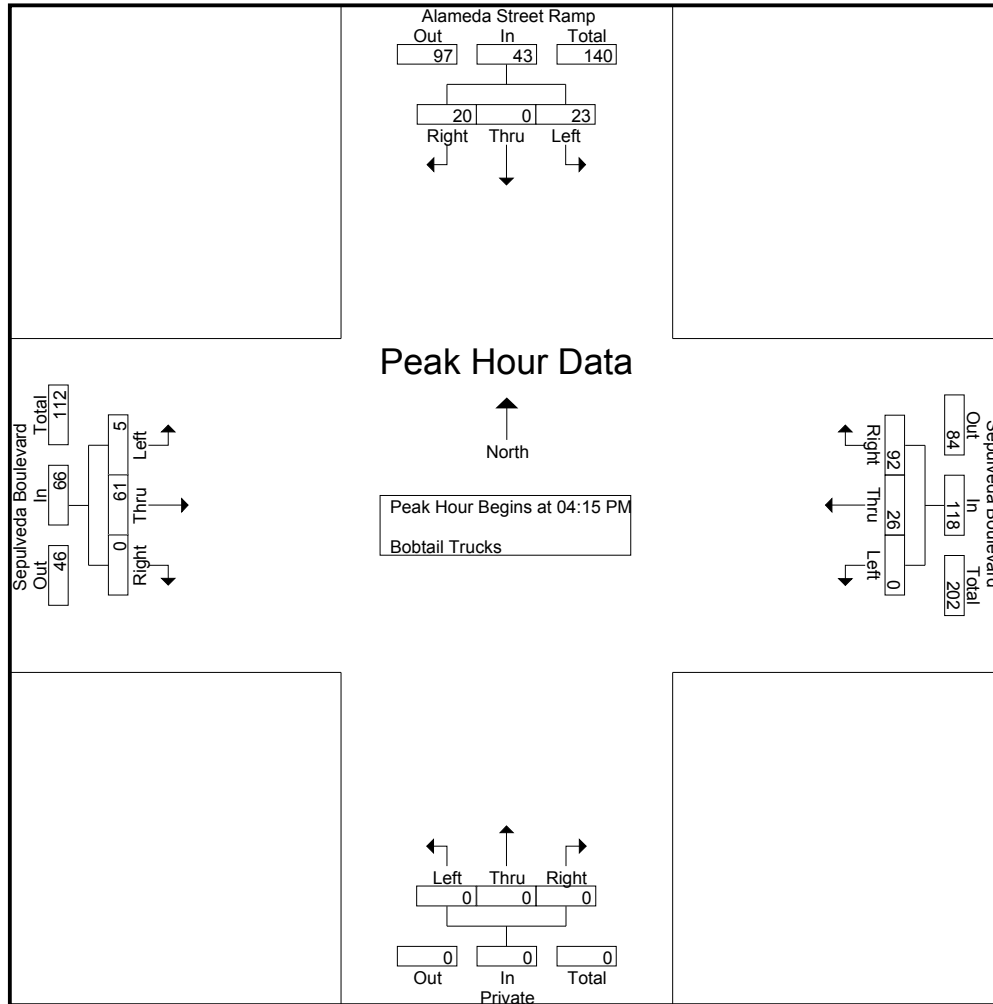 Alameda Street Ramp
Out In Total
97 43 140
20 0 23
Right Thru Left
Peak Hour Data
North
Peak Hour Begins at 04:15 PM
Bobtail Trucks
Sepulveda Boulevard
Total In Out
112 66 46
5 61 0
Left Thru Right
Sepulveda Boulevard
Out In Total
84 118 202
92 26 0
Right Thru Left
Left Thru Right
0 0 0
0 0 0
Out In Total
Private